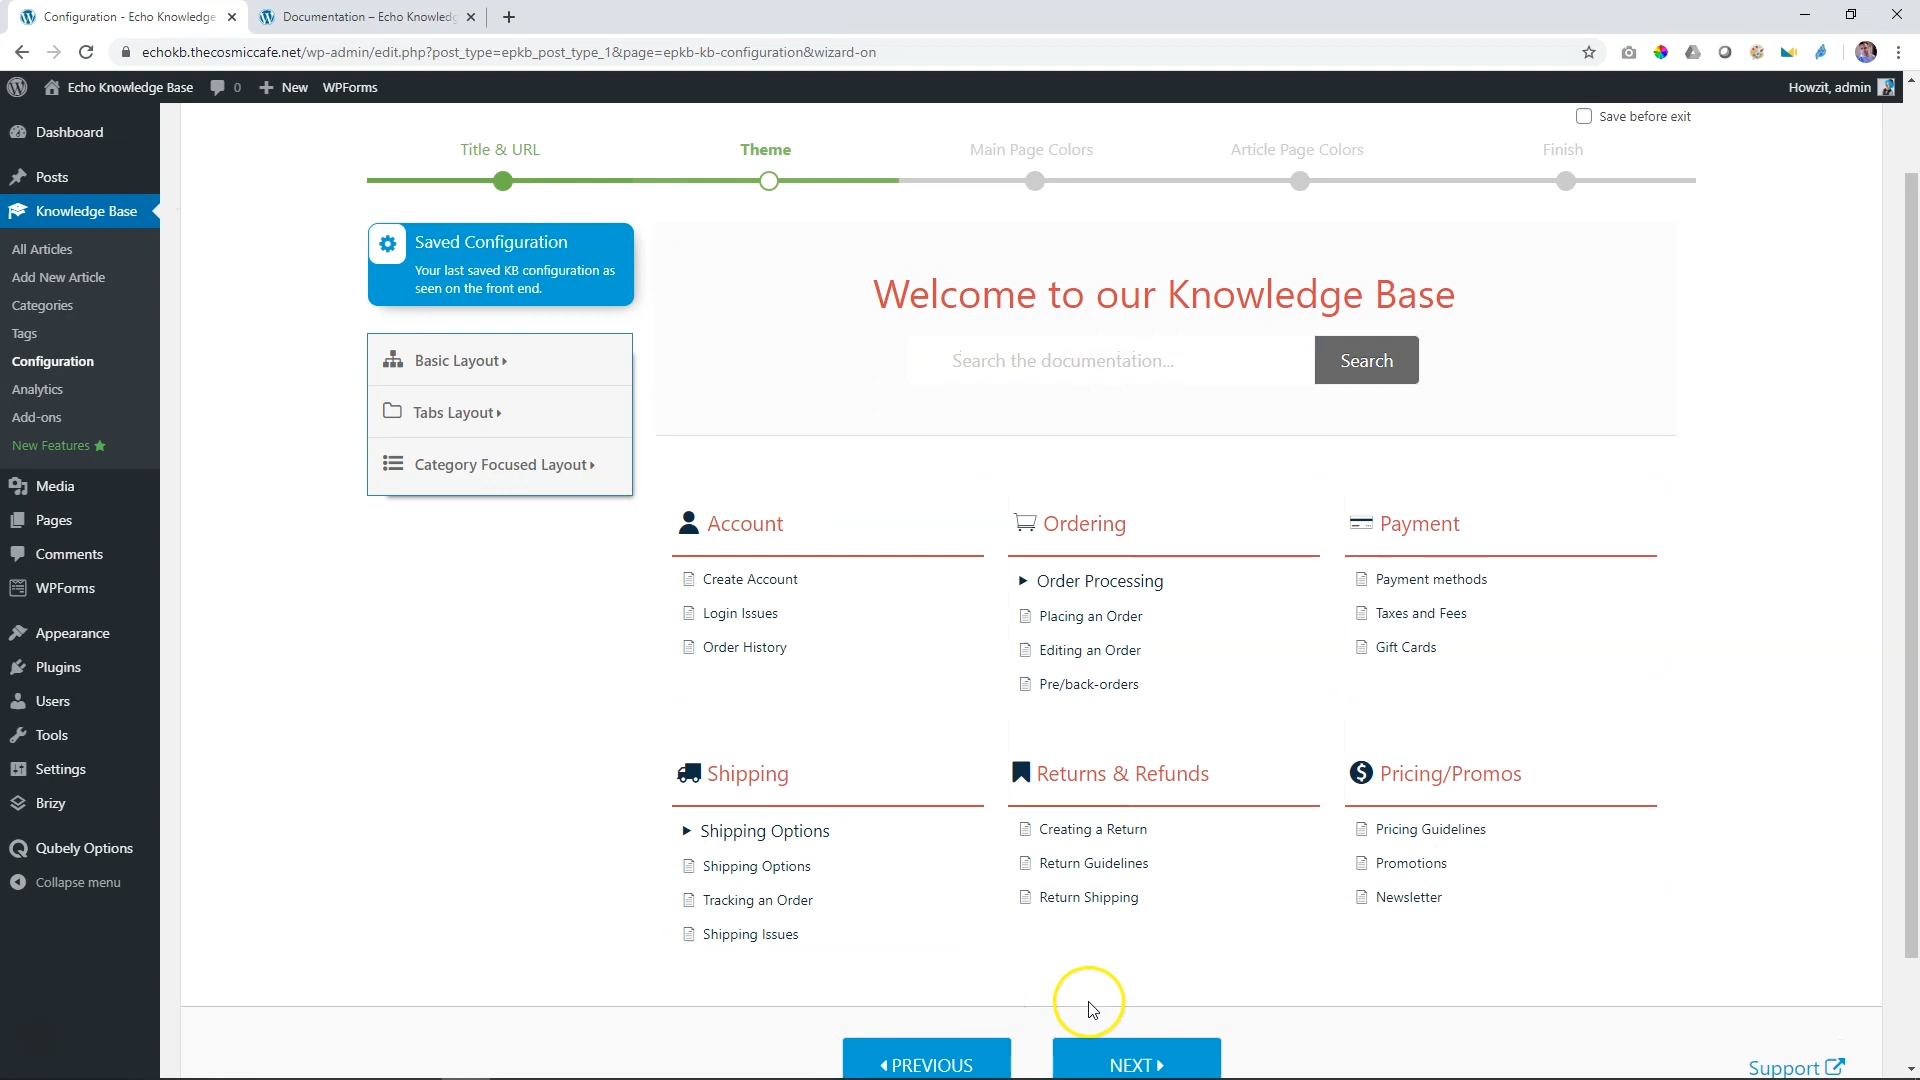 Configuration - Echo Knowledge
Documentation – Echo Knowledg
echokb.thecosmiccafe.net/wp-admin/edit.php?post_type=epkb_post_type_1&page=epkb-kb-configuration&wizard-on
Echo Knowledge Base
0
New
WPForms
Howzit, admin
Dashboard
Posts
Knowledge Base
All Articles
Add New Article
Categories
Tags
Configuration
Analytics
Add-ons
New Features
Media
Pages
Comments
WPForms
Appearance
Plugins
Users
Tools
Settings
Brizy
Qubely Options
Collapse menu
Save before exit
Title & URL
Theme
Main Page Colors
Article Page Colors
Finish
Saved Configuration
Your last saved KB configuration as
seen on the front end.
Basic Layout
Tabs Layout
Category Focused Layout
Welcome to our Knowledge Base
Search the documentation...
Search
Account
Create Account
Login Issues
Order History
Ordering
Order Processing
Placing an Order
Editing an Order
Pre/back-orders
Payment
Payment methods
Taxes and Fees
Gift Cards
Shipping
Shipping Options
Shipping Options
Tracking an Order
Shipping Issues
Returns & Refunds
Creating a Return
Return Guidelines
Return Shipping
Pricing/Promos
Pricing Guidelines
Promotions
Newsletter
PREVIOUS
NEXT
Support